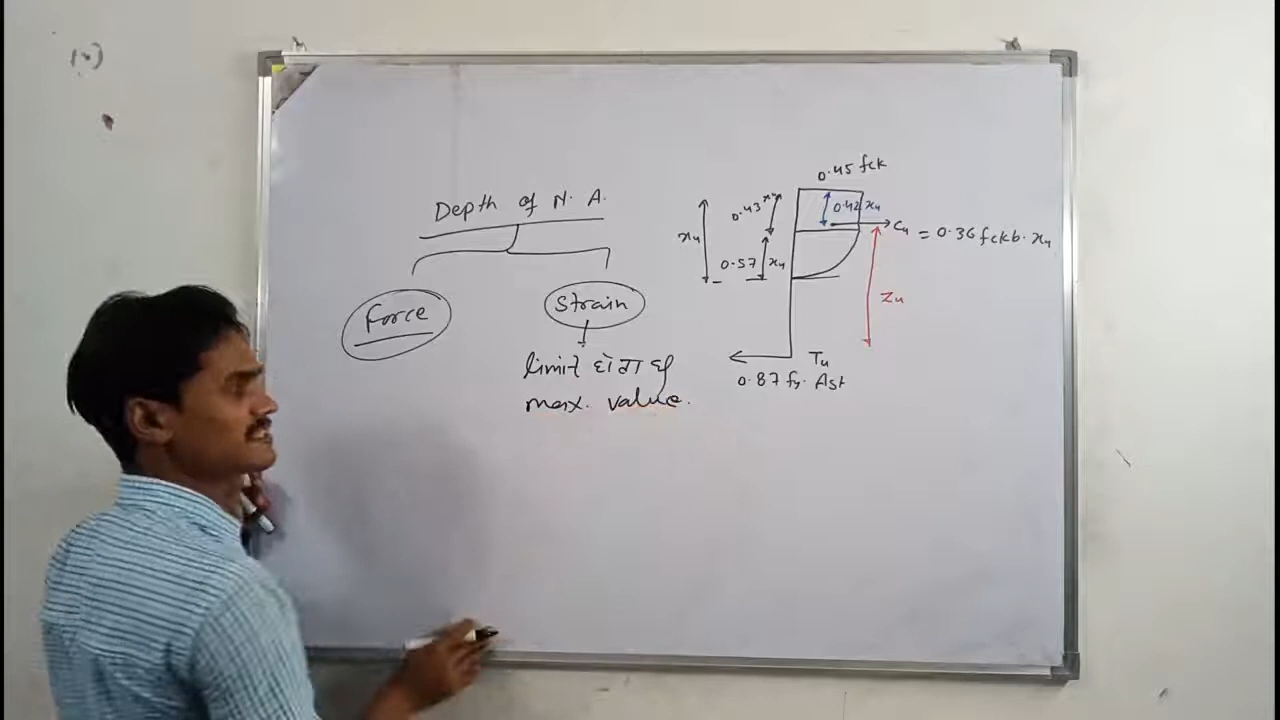 Depth of N. A.
Force
Strain
limit
max. value.
0.45 fck
xu
0.43 xu
0.42 xu
0.57 xu
Cu = 0.36 fck b. xu
Zu
Tu
0.87 fy. Ast